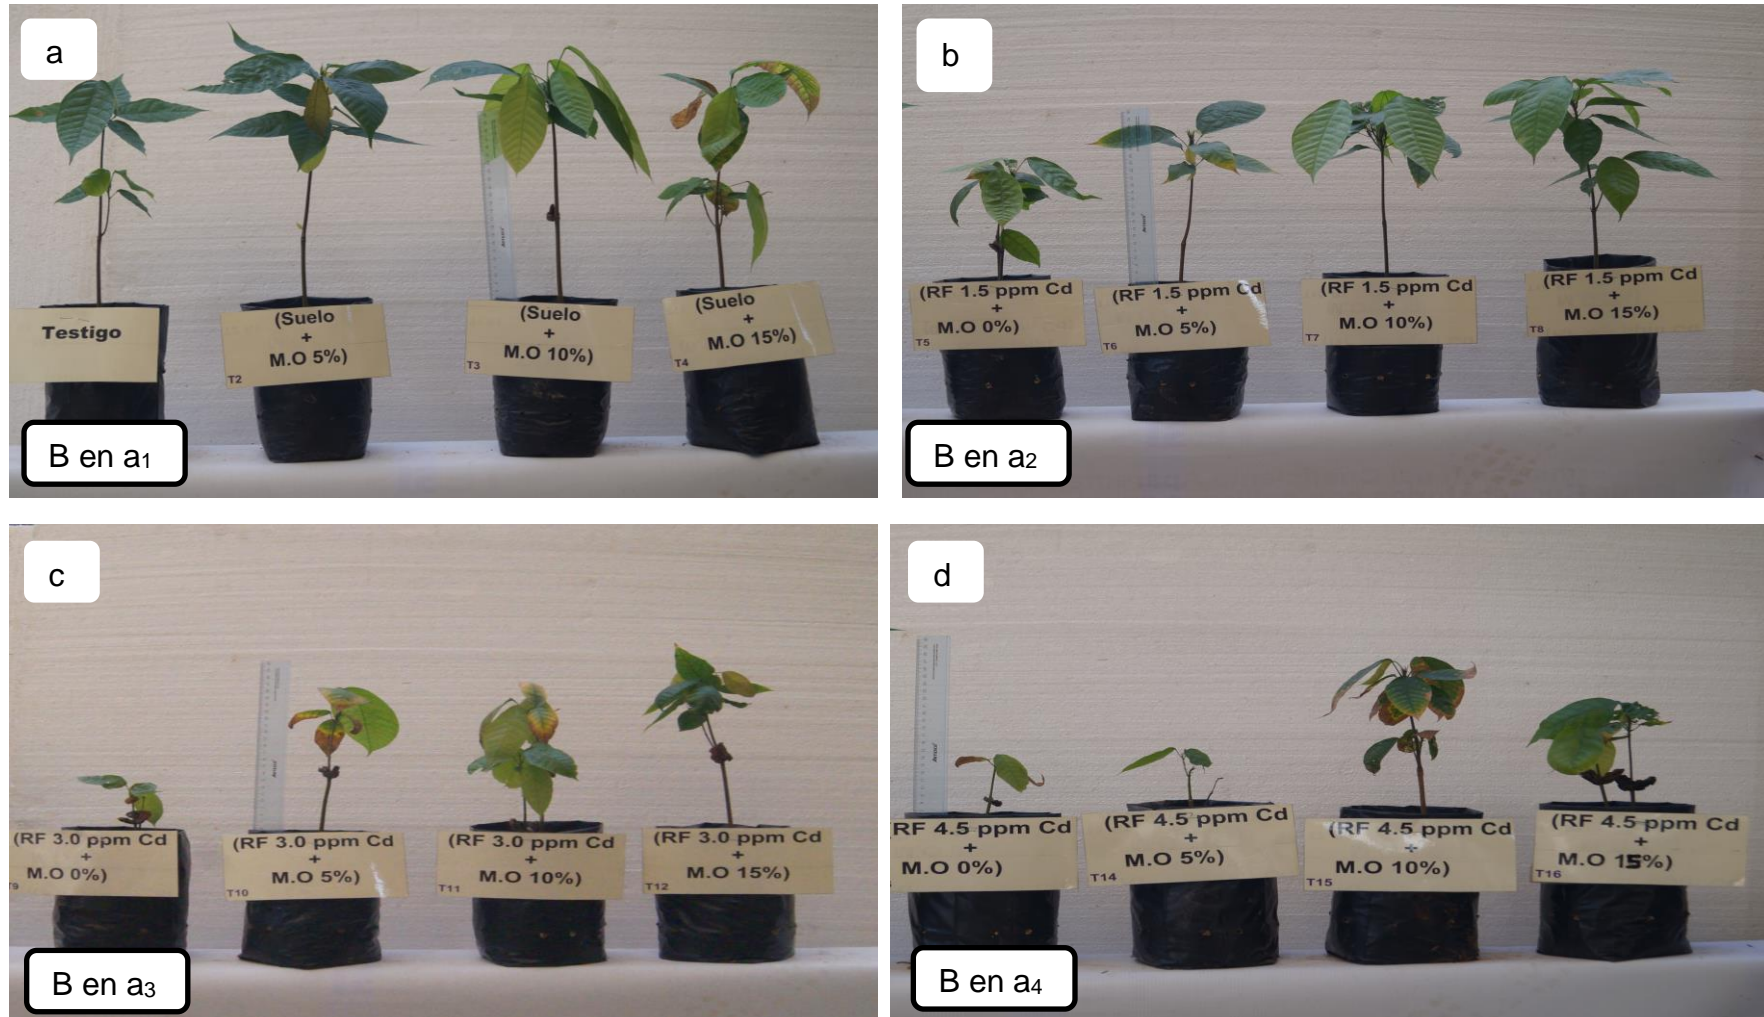 a
Testigo
(Suelo
+
M.O 5%)
T2
(Suelo
+
M.O 10%)
T3
(Suelo
+
M.O 15%)
T4
B en a1
b
(RF 1.5 ppm Cd
+
M.O 0%)
T5
(RF 1.5 ppm Cd
+
M.O 5%)
T6
(RF 1.5 ppm Cd
+
M.O 10%)
T7
(RF 1.5 ppm Cd
+
M.O 15%)
T8
B en a2
c
(RF 3.0 ppm Cd
+
M.O 0%)
T9
(RF 3.0 ppm Cd
+
M.O 5%)
T10
(RF 3.0 ppm Cd
+
M.O 10%)
T11
(RF 3.0 ppm Cd
+
M.O 15%)
T12
B en a3
d
RF 4.5 ppm Cd
+
M.O 0%)
(RF 4.5 ppm Cd
+
M.O 5%)
T14
(RF 4.5 ppm Cd
+
M.O 10%)
T15
(RF 4.5 ppm Cd
+
M.O 15%)
T16
B en a4